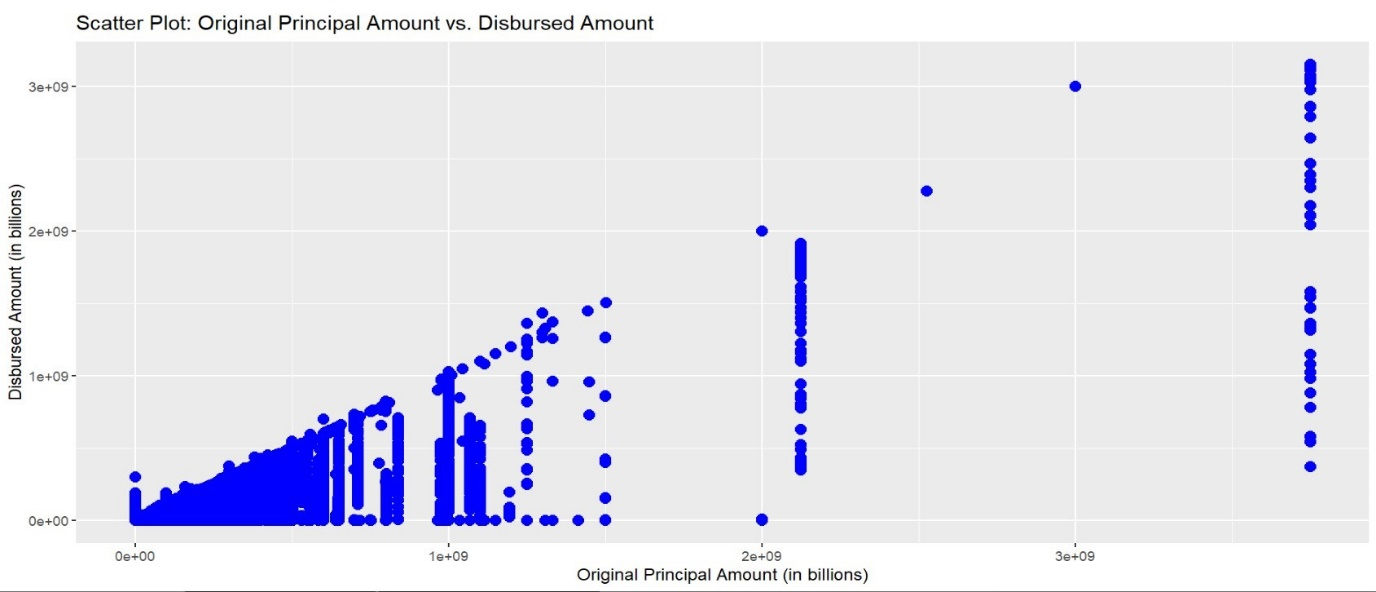 Scatter Plot: Original Principal Amount vs. Disbursed Amount
Disbursed Amount (in billions)
3e+09
2e+09
1e+09
0e+00
0e+00 1e+09 2e+09 3e+09
Original Principal Amount (in billions)